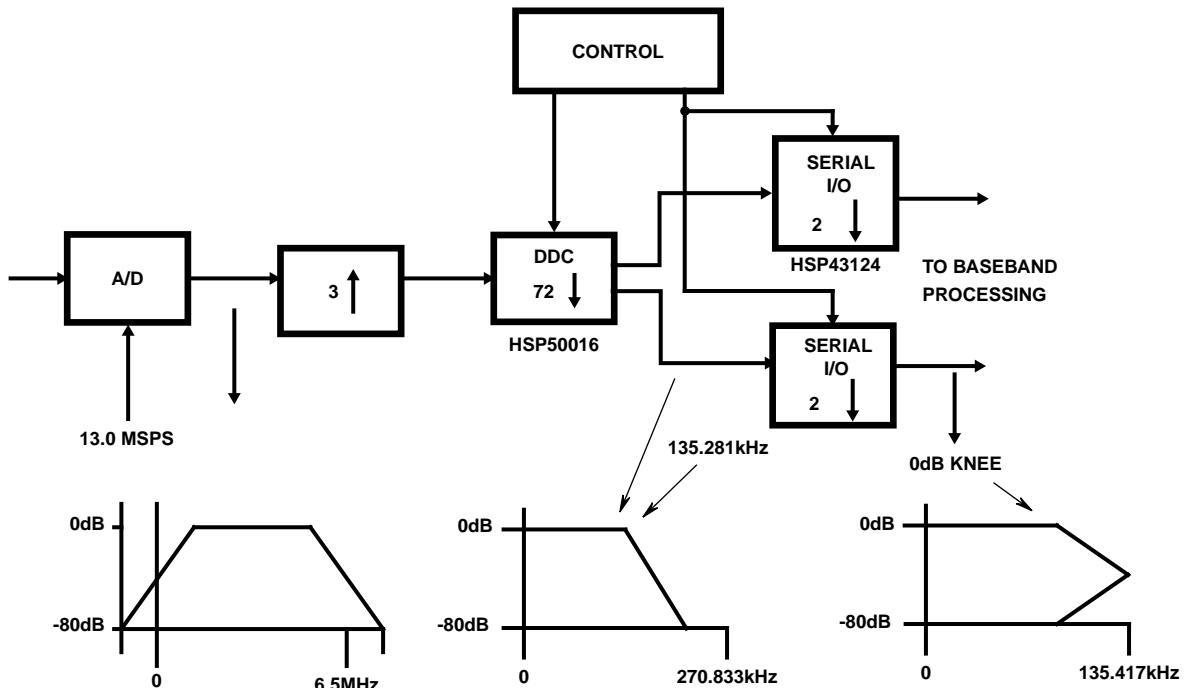 CONTROL
SERIAL
I/O
2
HSP43124
A/D
3
DDC
72
HSP50016
TO BASEBAND
PROCESSING
SERIAL
I/O
2
13.0 MSPS
135.281kHz
0dB KNEE
0dB
-80dB
0
6.5MHz
0dB
-80dB
0
270.833kHz
0dB
-80dB
0
135.417kHz